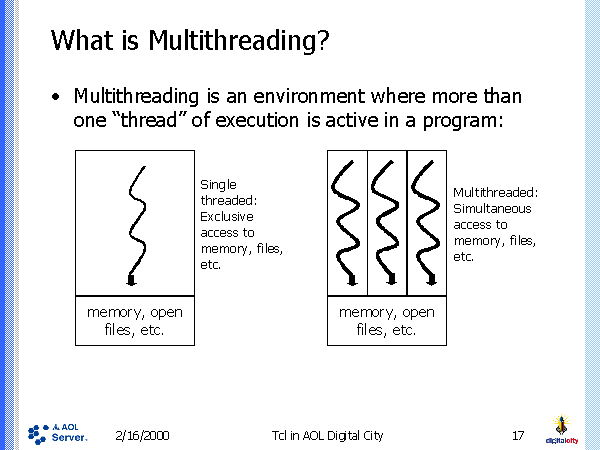 What is Multithreading?
• Multithreading is an environment where more than
one “thread” of execution is active in a program:
Single
threaded:
Exclusive
access to
memory, files,
etc.
memory, open
files, etc.
Multithreaded:
Simultaneous
access to
memory, files,
etc.
memory, open
files, etc.
AOL
Server.
2/16/2000
Tcl in AOL Digital City
17
digitalcity